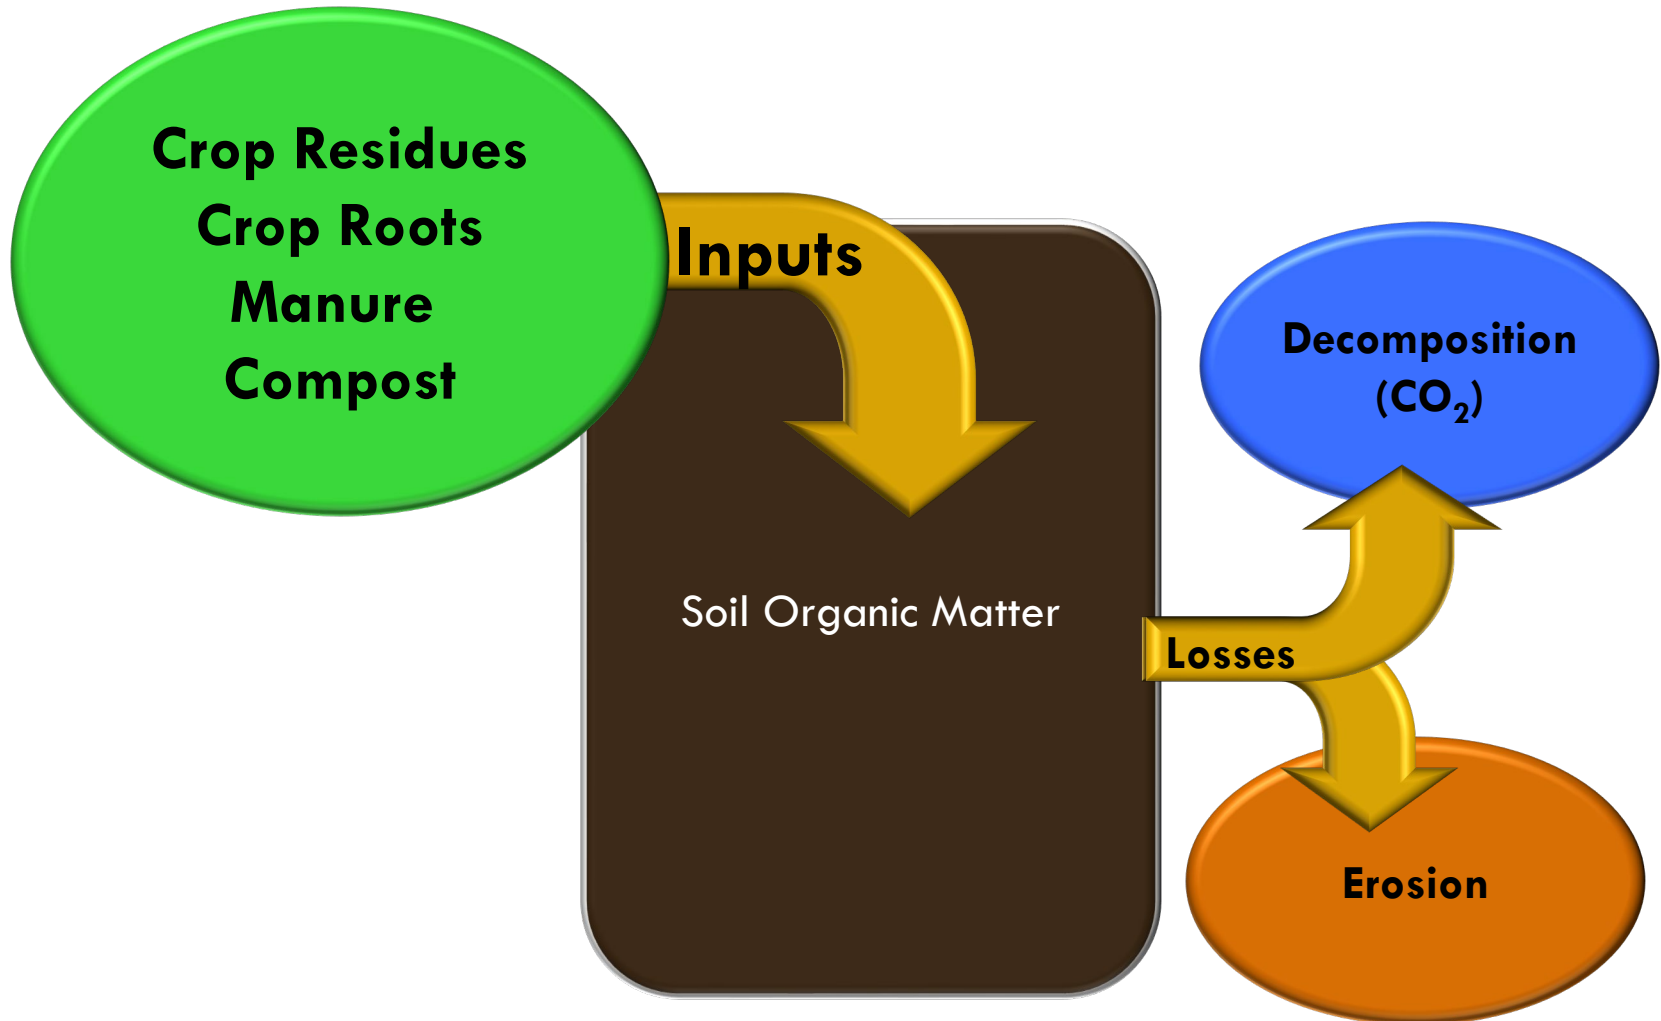 Crop Residues
Crop Roots
Manure
Compost
Inputs
Soil Organic Matter
Losses
Decomposition
(CO₂)
Erosion